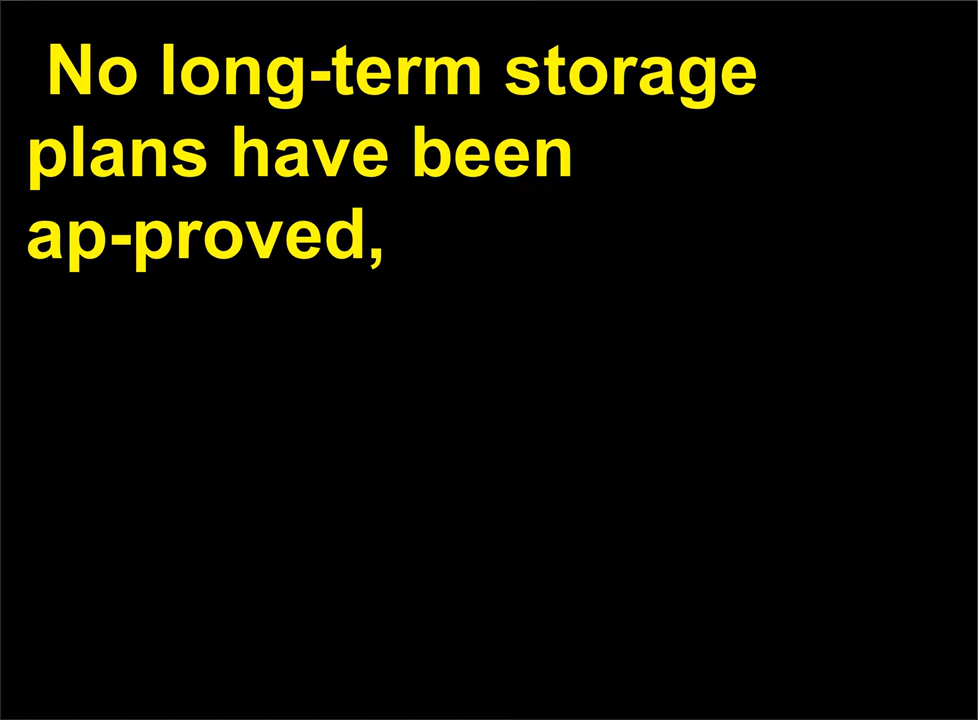 No long-term storage
plans have been
ap-proved,